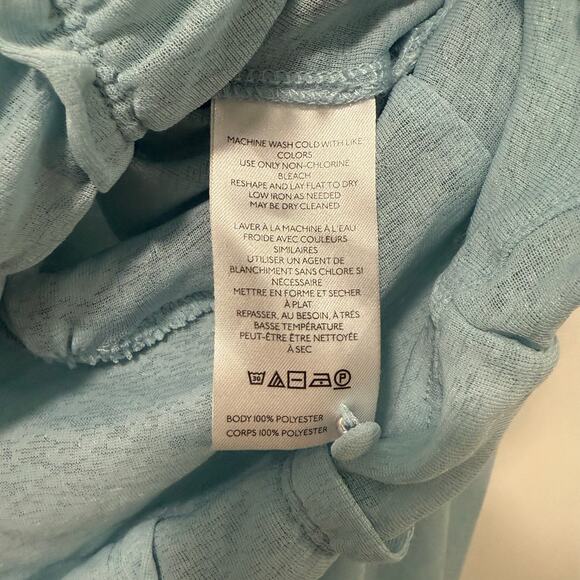 MACHINE WASH COLD WITH LIKE
COLORS
USE ONLY NON-CHLORINE
BLEACH
RESHAPE AND LAY FLAT TO DRY
LOW IRON AS NEEDED
MAY BE DRY CLEANED
LAVER À LA MACHINE À L'EAU
FROIDE AVEC COULEURS
SIMILAIRES
UTILISER UN AGENT DE
BLANCHIMENT SANS CHLORE SI
NÉCESSAIRE
METTRE EN FORME ET SECHER
À PLAT
REPASSER, AU BESOIN, À TRÈS
BASSE TEMPÉRATURE
PEUT-ÊTRE ÊTRE NETTOYÉE
À SEC
30 P
BODY 100% POLYESTER
CORPS 100% POLYESTER